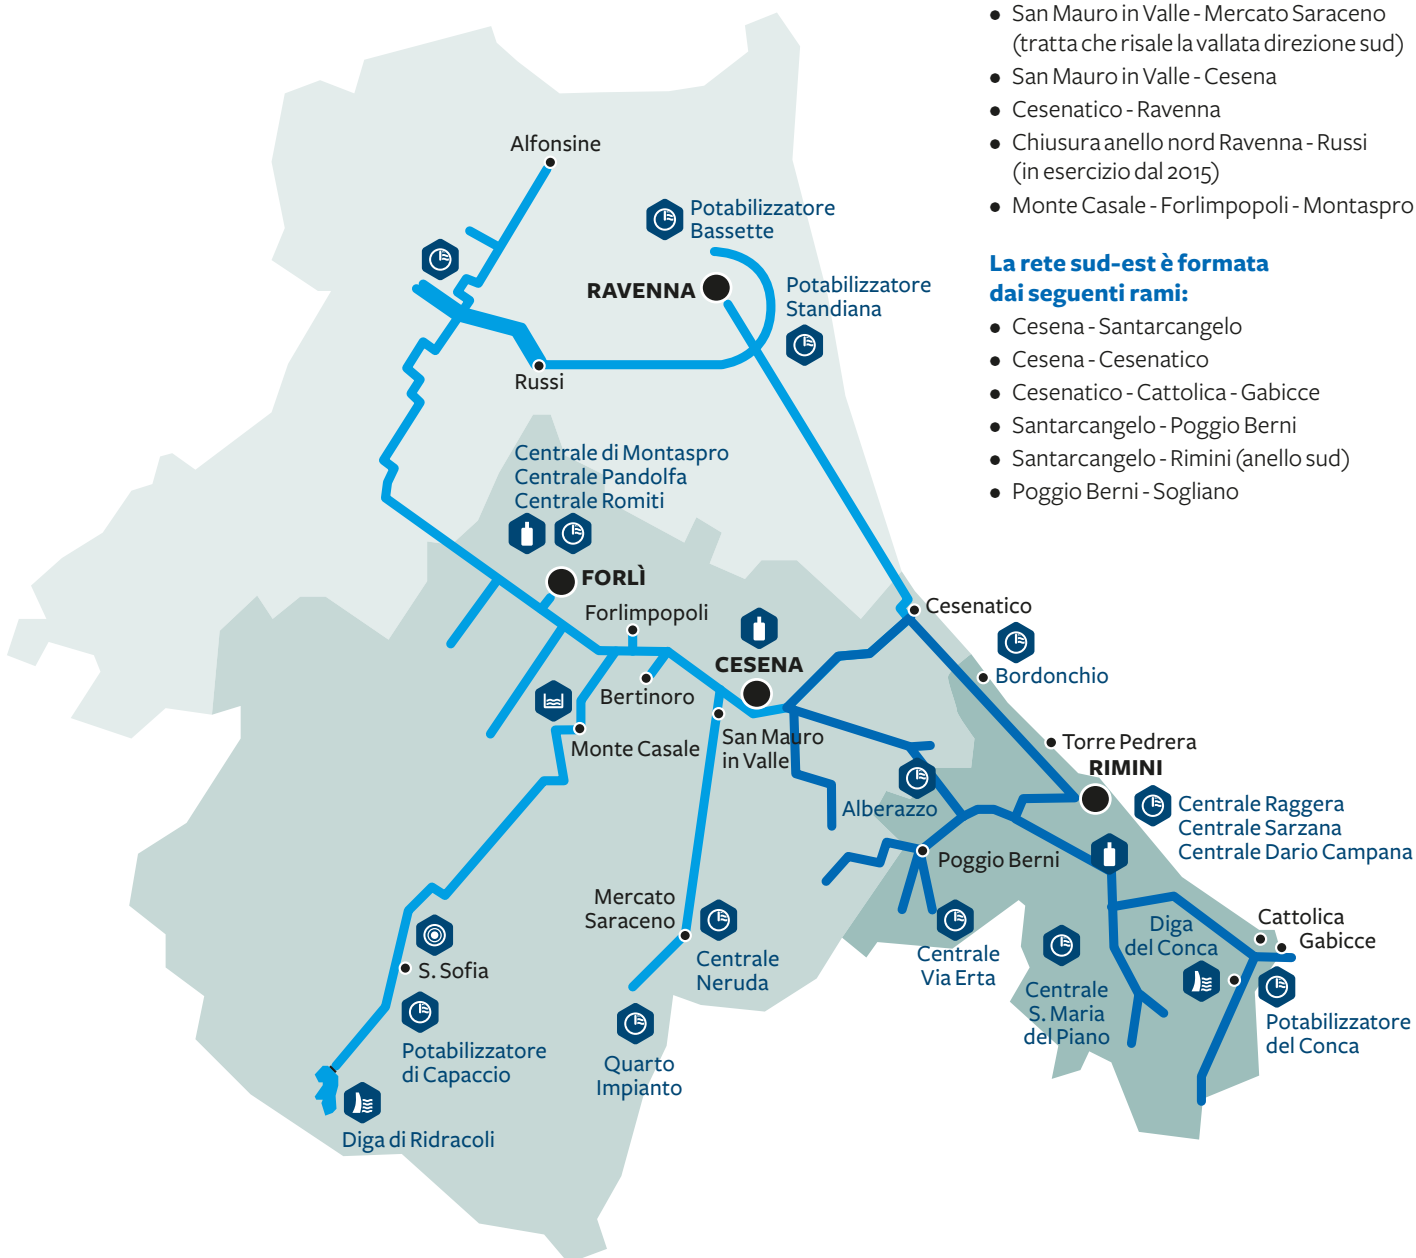 ● San Mauro in Valle - Mercato Saraceno
(tratta che risale la vallata direzione sud)
● San Mauro in Valle - Cesena
● Cesenatico - Ravenna
● Chiusura anello nord Ravenna - Russi
(in esercizio dal 2015)
● Monte Casale - Forlimpopoli - Montaspro
La rete sud-est è formata
dai seguenti rami:
● Cesena - Santarcangelo
● Cesena - Cesenatico
● Cesenatico - Cattolica - Gabicce
● Santarcangelo - Poggio Berni
● Santarcangelo - Rimini (anello sud)
● Poggio Berni - Sogliano
Alfonsine
Potabilizzatore
Bassette
RAVENNA
Potabilizzatore
Standiana
Russi
Centrale di Montaspro
Centrale Pandolfa
Centrale Romiti
FORLÌ
Forlimpopoli
Cesenatico
CESENA
Bordonchio
Bertinoro
Monte Casale
San Mauro
in Valle
Torre Pedrera
RIMINI
Alberazzo
Centrale Raggera
Centrale Sarzana
Centrale Dario Campana
Poggio Berni
Mercato
Saraceno
Centrale
Neruda
Centrale
Via Erta
Diga
del Conca
Cattolica
Gabicce
S. Sofia
Centrale
S. Maria
del Piano
Potabilizzatore
del Conca
Potabilizzatore
di Capaccio
Quarto
Impianto
Diga di Ridracoli